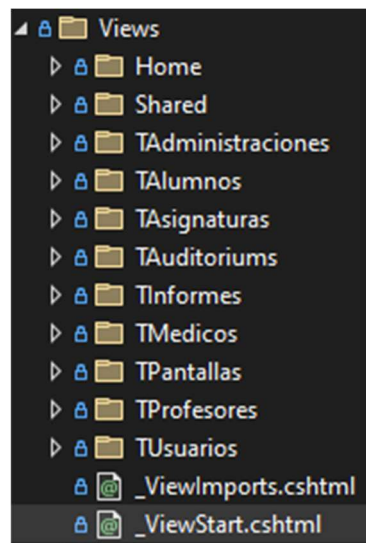 Views
Home
Shared
TAdministraciones
TAlumnos
TAsignaturas
TAuditoriums
TInformes
TMedicos
TPantallas
TProfesores
TUsuarios
_ViewImports.cshtml
_ViewStart.cshtml